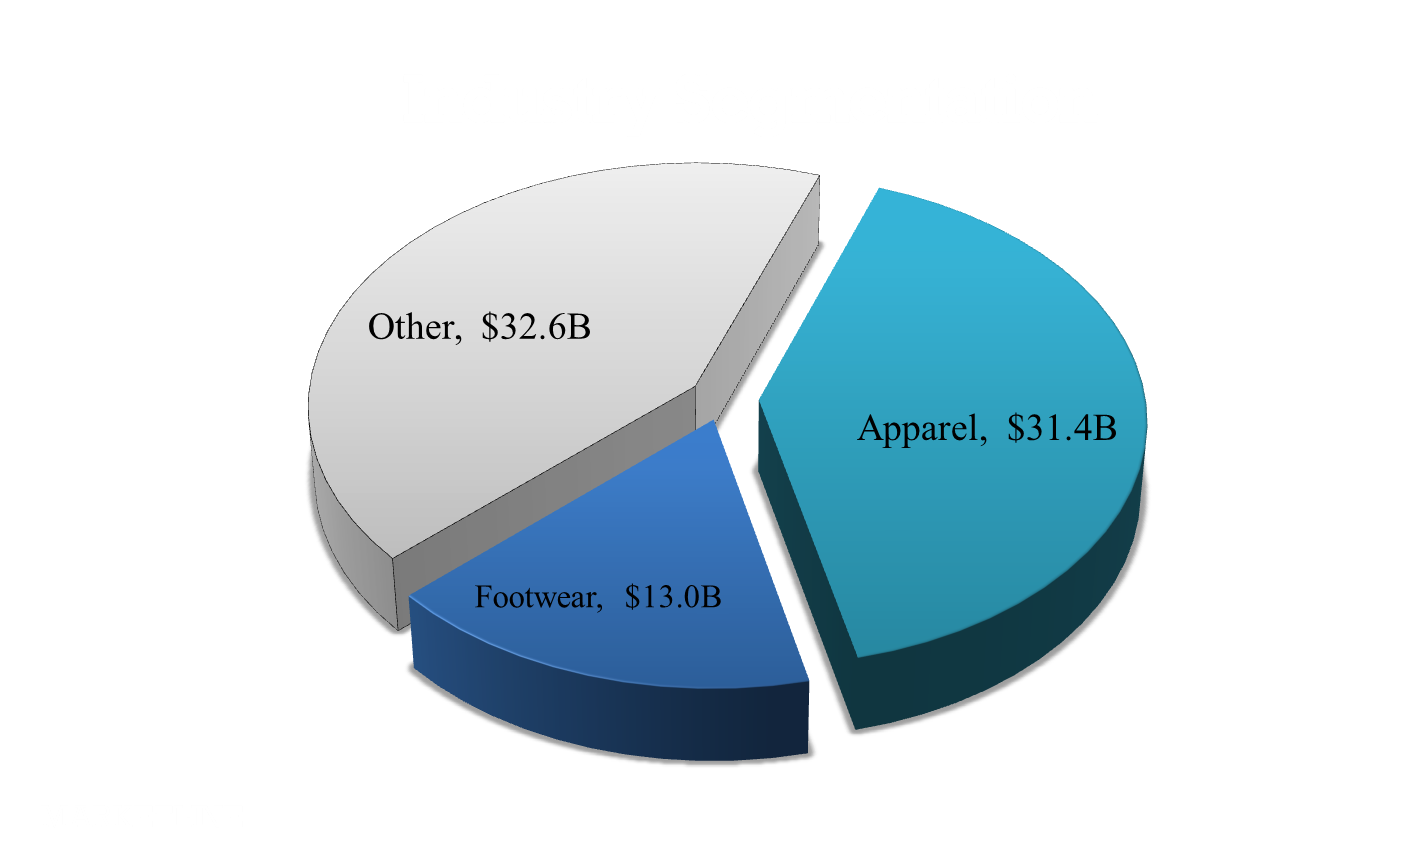 Other, $32.6B
Apparel, $31.4B
Footwear, $13.0B